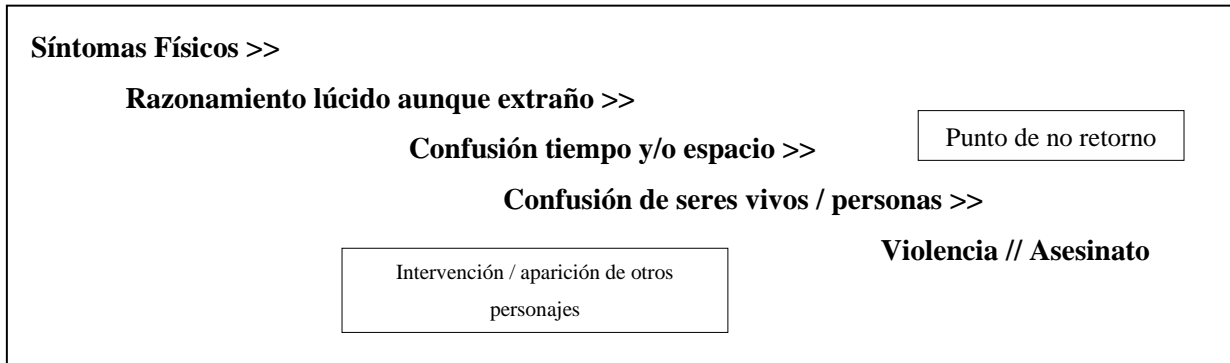 Síntomas Físicos >>
Razonamiento lúcido aunque extraño >>
Confusión tiempo y/o espacio >>
Punto de no retorno
Confusión de seres vivos / personas >>
Violencia // Asesinato
Intervención / aparición de otros
personajes